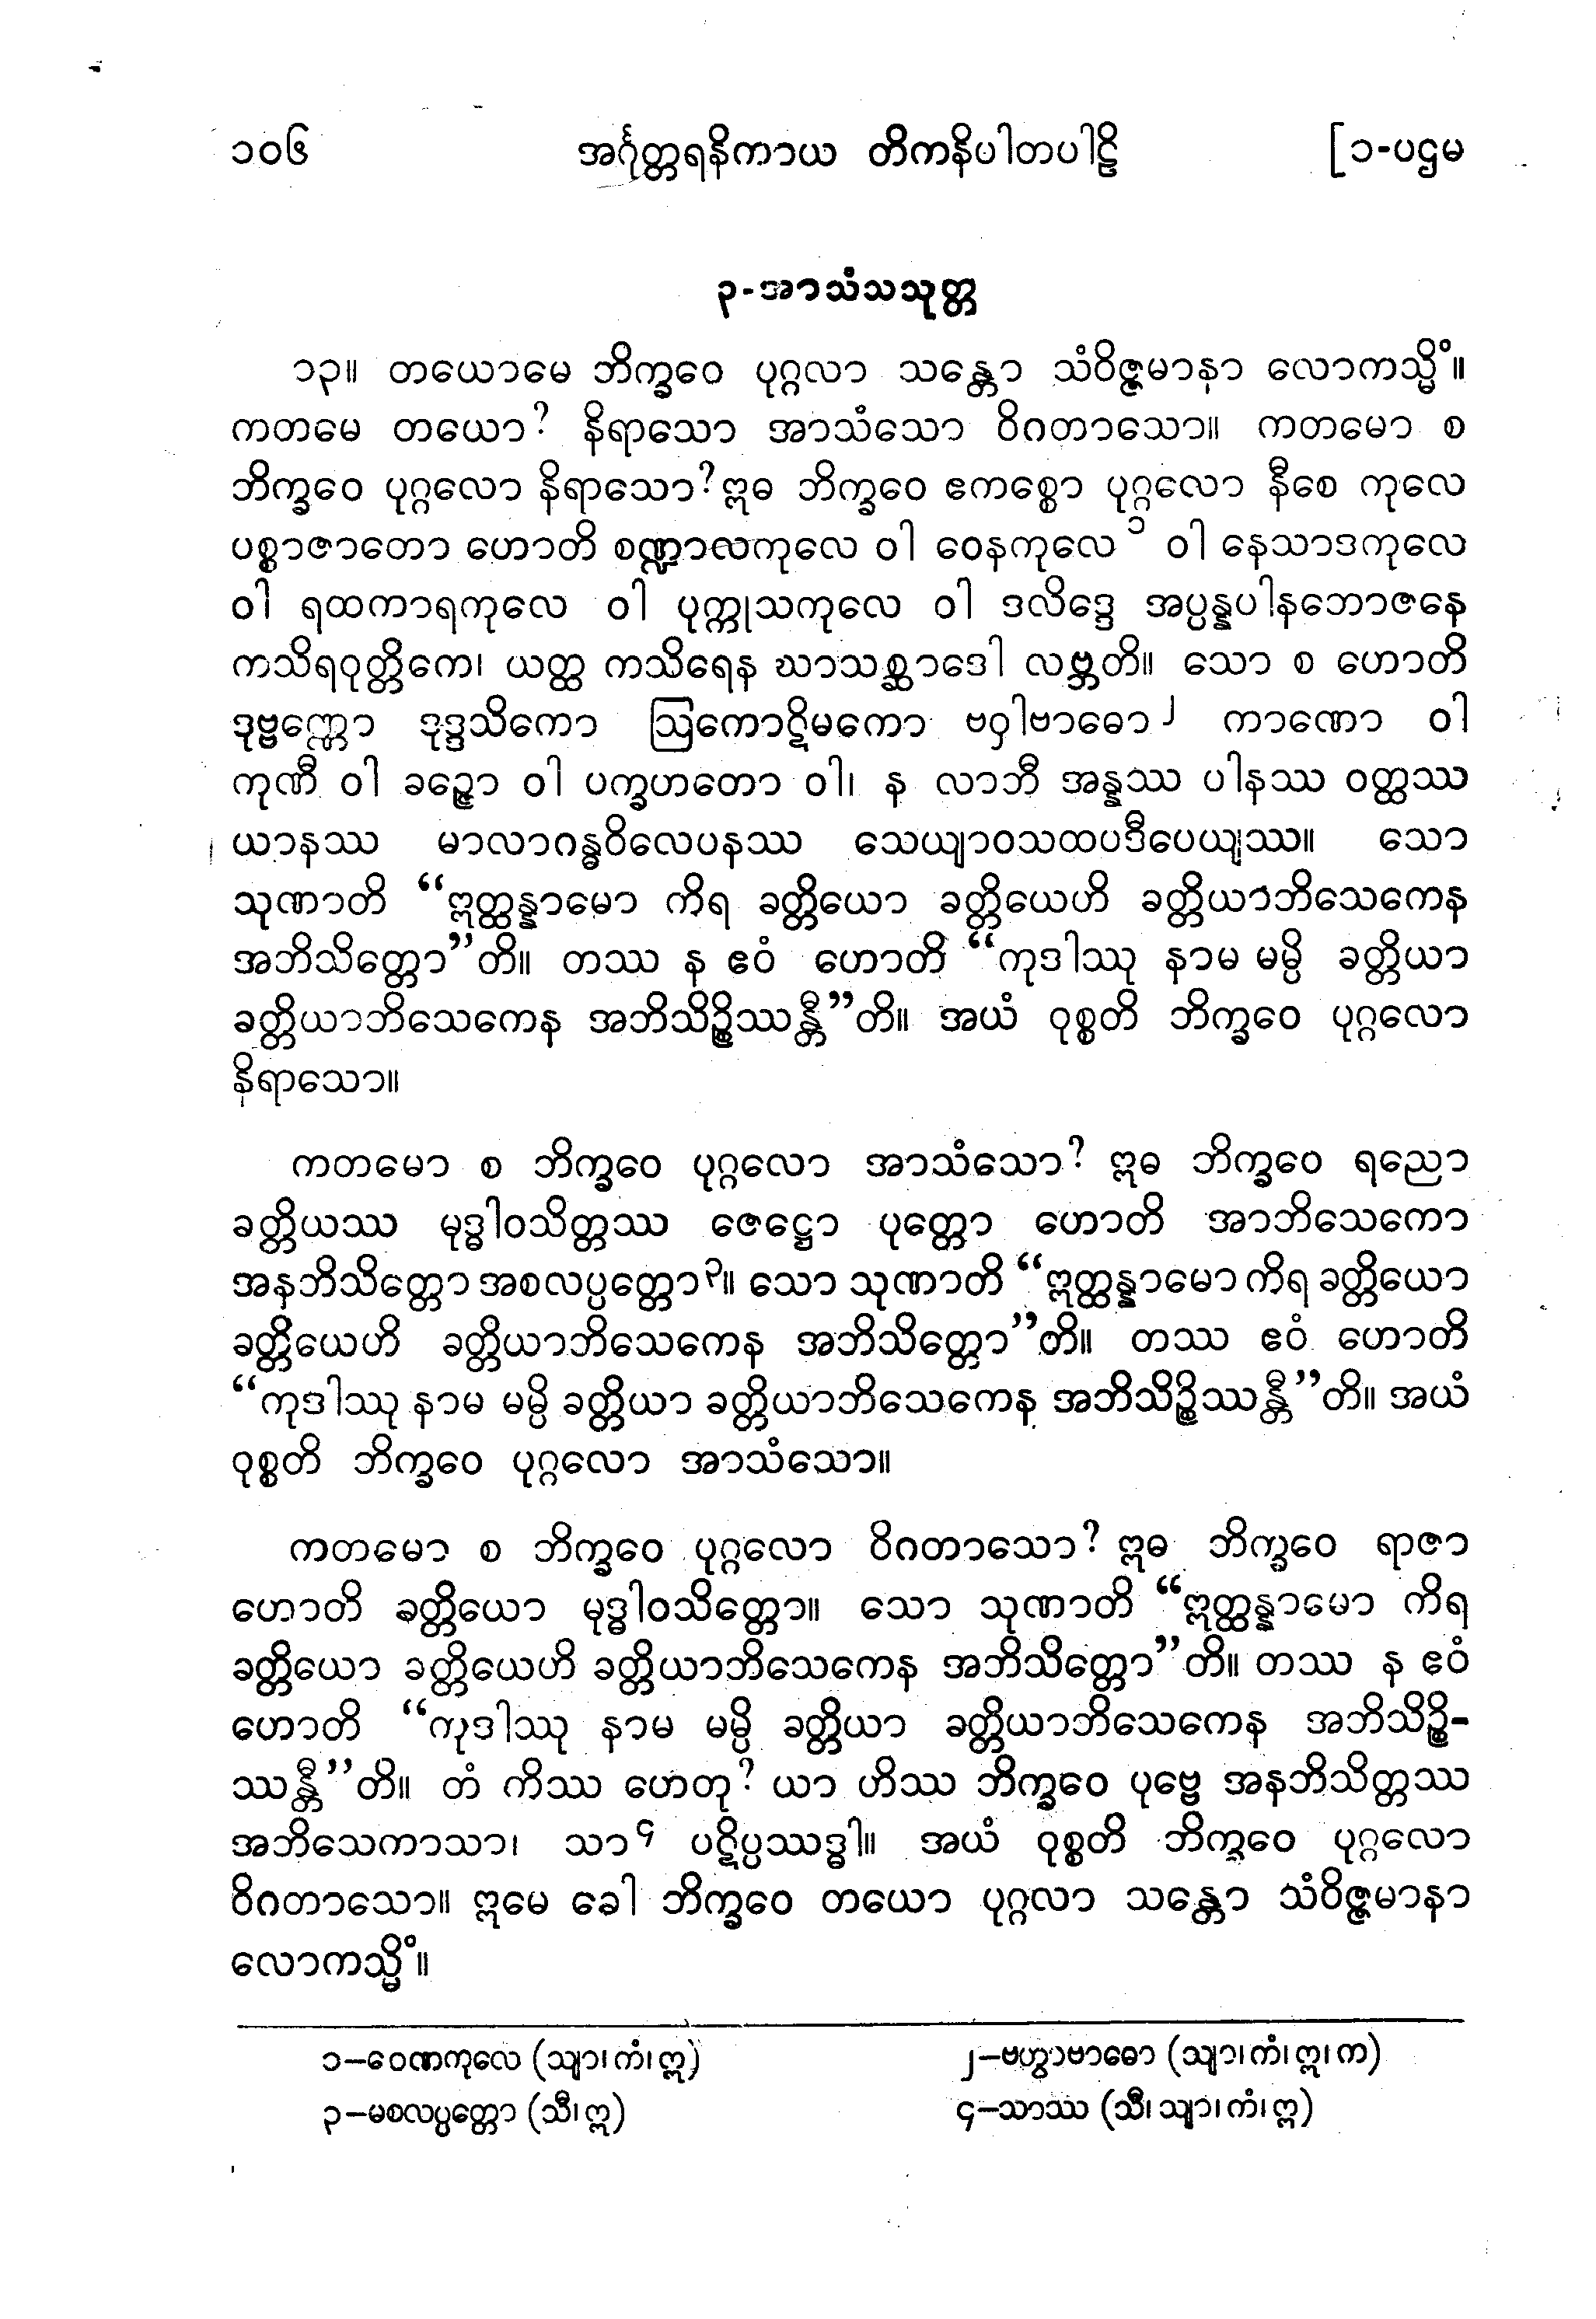 ၁၀၆ အင်္ဂုတ္တရနိကာယ တိကနိပါတပါဠိ [၁-ပဌမ
၃-အာသံသသုတ္တ
၁၃။ တယောမေ ဘိက္ခဝေ ပုဂ္ဂလာ သန္တော သံဝိဇ္ဇမာနာ လောကသ္မိံ။
ကတမေ တယော? နိရာသော အာသံသော ဝိဂတာသော။ ကတမော စ
ဘိက္ခဝေ ပုဂ္ဂလော နိရာသော? ဣဓ ဘိက္ခဝေ ဧကစ္စော ပုဂ္ဂလော နီစေ ကုလေ
ပစ္စာဇာတော ဟောတိ စဏ္ဍာလကုလေ ဝါ ဝေနကုလေ ၁ ဝါ နေသာဒကုလေ
ဝါ ရထကာရကုလေ ဝါ ပုက္ကုသကုလေ ဝါ ဒလိဒ္ဒေ အပ္ပန္နပါနဘောဇနေ
ကသိရဝုတ္တိကေ၊ ယတ္ထ ကသိရေန ဃာသစ္ဆာဒေါ လဗ္ဘတိ။ သော စ ဟောတိ
ဒုဗ္ဗဏ္ဏော ဒုဒ္ဒသိကော ဩကောဋိမကော ဗဝှါဗာဓော ၂ ကာဏော ဝါ
ကုဏီ ဝါ ခဉ္ဇော ဝါ ပက္ခဟတော ဝါ၊ န လာဘီ အန္နဿ ပါနဿ ဝတ္ထဿ
ယာနဿ မာလာဂန္ဓဝိလေပနဿ သေယျာဝသထပဒီပေယျဿ။ သော
သုဏာတိ “ဣတ္ထန္နာမော ကိရ ခတ္တိယော ခတ္တိယေဟိ ခတ္တိယာဘိသေကေန
အဘိသိတ္တော”တိ။ တဿ န ဧဝံ ဟောတိ “ကုဒါဿု နာမ မမ္ပိ ခတ္တိယာ
ခတ္တိယာဘိသေကေန အဘိသိဉ္စိဿန္တီ”တိ။ အယံ ဝုစ္စတိ ဘိက္ခဝေ ပုဂ္ဂလော
နိရာသော။
ကတမော စ ဘိက္ခဝေ ပုဂ္ဂလော အာသံသော? ဣဓ ဘိက္ခဝေ ရညော
ခတ္တိယဿ မုဒ္ဓါဝသိတ္တဿ ဇေဋ္ဌော ပုတ္တော ဟောတိ အာဘိသေကော
အနဘိသိတ္တော အစလပ္ပတ္တော ၃။ သော သုဏာတိ “ဣတ္ထန္နာမော ကိရ ခတ္တိယော
ခတ္တိယေဟိ ခတ္တိယာဘိသေကေန အဘိသိတ္တော”တိ။ တဿ ဧဝံ ဟောတိ
“ကုဒါဿု နာမ မမ္ပိ ခတ္တိယာ ခတ္တိယာဘိသေကေန အဘိသိဉ္စိဿန္တီ”တိ။ အယံ
ဝုစ္စတိ ဘိက္ခဝေ ပုဂ္ဂလော အာသံသော။
ကတမော စ ဘိက္ခဝေ ပုဂ္ဂလော ဝိဂတာသော? ဣဓ ဘိက္ခဝေ ရာဇာ
ဟောတိ ခတ္တိယော မုဒ္ဓါဝသိတ္တော။ သော သုဏာတိ “ဣတ္ထန္နာမော ကိရ
ခတ္တိယော ခတ္တိယေဟိ ခတ္တိယာဘိသေကေန အဘိသိတ္တော”တိ။ တဿ န ဧဝံ
ဟောတိ “ကုဒါဿု နာမ မမ္ပိ ခတ္တိယာ ခတ္တိယာဘိသေကေန အဘိသိဉ္စိ-
ဿန္တီ”တိ။ တံ ကိဿ ဟေတု? ယာ ဟိဿ ဘိက္ခဝေ ပုဗ္ဗေ အနဘိသိတ္တဿ
အဘိသေကာသာ၊ သာ ၄ ပဋိပ္ပဿဒ္ဓါ။ အယံ ဝုစ္စတိ ဘိက္ခဝေ ပုဂ္ဂလော
ဝိဂတာသော။ ဣမေ ခေါ ဘိက္ခဝေ တယော ပုဂ္ဂလာ သန္တော သံဝိဇ္ဇမာနာ
လောကသ္မိံ။
၁–ဝေဏကုလေ (သျာ၊ ကံ၊ ဣ) ၂–ဗဟွာဗာဓော (သျာ၊ ကံ၊ ဣ၊ က)
၃–မစလပ္ပတ္တော (သီ၊ ဣ) ၄–သာဿ (သီ၊ သျာ၊ ကံ၊ ဣ)